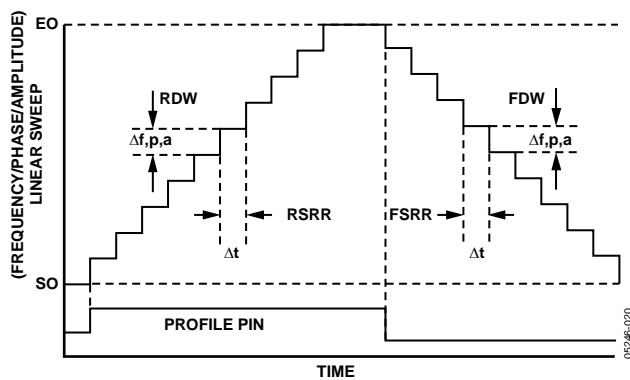 EO
RDW
FDW
Δf,p,a
Δf,p,a
(FREQUENCY/PHASE/AMPLITUDE)
LINEAR SWEEP
RSRR
FSRR
Δt
Δt
SO
PROFILE PIN
TIME
05246-020